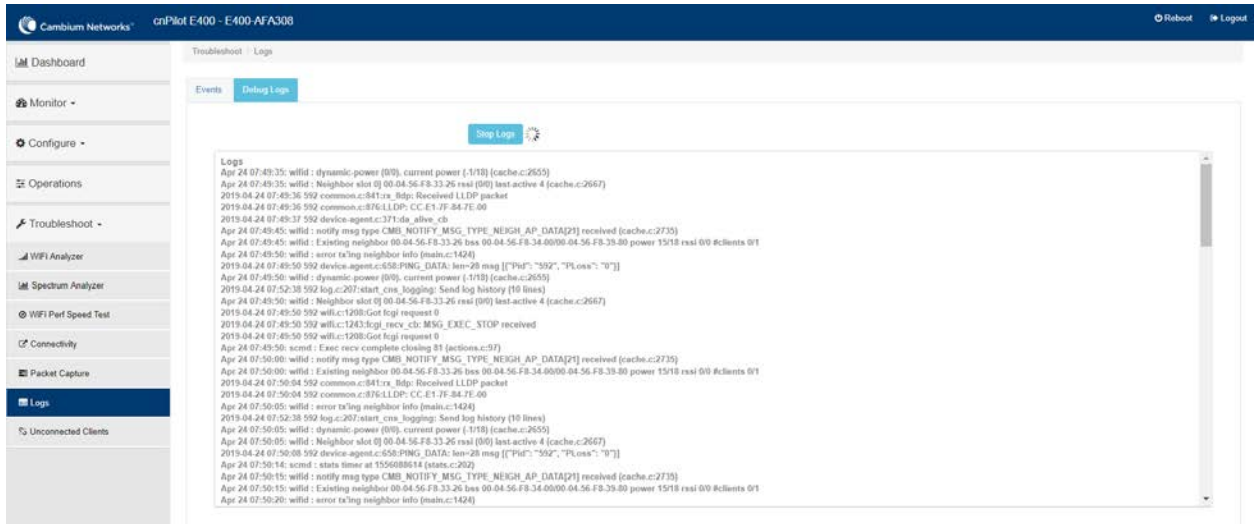 Cambium Networks™
cnPilot E400 - E400-AFA308
Reboot
Logout
Dashboard
Monitor
Configure
Operations
Troubleshoot
WiFi Analyzer
Spectrum Analyzer
WiFi Perf Speed Test
Connectivity
Packet Capture
Logs
Unconnected Clients
Troubleshoot
Logs
Events
Debug Logs
Stop Logs
Logs
Apr 24 07:49:35: wifid : dynamic-power (0/0). current power (-1/18) (cache.c:2655)
Apr 24 07:49:35: wifid : Neighbor slot 0] 00-04-56-F8-33-26 rssi (0/0) last-active 4 (cache.c:2667)
2019-04-24 07:49:36 592 common.c:841:rx_lldp: Received LLDP packet
2019-04-24 07:49:36 592 common.c:876:LLDP: CC-E1-7F-84-7E-00
2019-04-24 07:49:37 592 device-agent.c:371:da_alive_cb
Apr 24 07:49:45: wifid : notify msg type CMB_NOTIFY_MSG_TYPE_NEIGH_AP_DATA[21] received (cache.c:2735)
Apr 24 07:49:45: wifid : Existing neighbor 00-04-56-F8-33-26 bss 00-04-56-F8-34-00/00-04-56-F8-39-80 power 15/18 rssi 0/0 #clients 0/1
Apr 24 07:49:50: wifid : error tx'ing neighbor info (main.c:1424)
2019-04-24 07:49:50 592 device-agent.c:658:PING_DATA: len=28 msg [{"Pid": "592", "PLoss": "0"}]
Apr 24 07:49:50: wifid : dynamic-power (0/0). current power (-1/18) (cache.c:2655)
2019-04-24 07:52:38 592 log.c:207:start_cns_logging: Send log history (10 lines)
Apr 24 07:49:50: wifid : Neighbor slot 0] 00-04-56-F8-33-26 rssi (0/0) last-active 4 (cache.c:2667)
2019-04-24 07:49:50 592 wifi.c:1208:Got fcgi request 0
2019-04-24 07:49:50 592 wifi.c:1243:fcgi_recv_cb: MSG_EXEC_STOP received
2019-04-24 07:49:50 592 wifi.c:1208:Got fcgi request 0
Apr 24 07:49:50: scmd : Exec recv complete closing 81 (actions.c:97)
Apr 24 07:50:00: wifid : notify msg type CMB_NOTIFY_MSG_TYPE_NEIGH_AP_DATA[21] received (cache.c:2735)
Apr 24 07:50:00: wifid : Existing neighbor 00-04-56-F8-33-26 bss 00-04-56-F8-34-00/00-04-56-F8-39-80 power 15/18 rssi 0/0 #clients 0/1
2019-04-24 07:50:04 592 common.c:841:rx_lldp: Received LLDP packet
2019-04-24 07:50:04 592 common.c:876:LLDP: CC-E1-7F-84-7E-00
Apr 24 07:50:05: wifid : error tx'ing neighbor info (main.c:1424)
2019-04-24 07:52:38 592 log.c:207:start_cns_logging: Send log history (10 lines)
Apr 24 07:50:05: wifid : dynamic-power (0/0). current power (-1/18) (cache.c:2655)
Apr 24 07:50:05: wifid : Neighbor slot 0] 00-04-56-F8-33-26 rssi (0/0) last-active 4 (cache.c:2667)
2019-04-24 07:50:08 592 device-agent.c:658:PING_DATA: len=28 msg [{"Pid": "592", "PLoss": "0"}]
Apr 24 07:50:14: scmd : stats timer at 1556088614 (stats.c:202)
Apr 24 07:50:15: wifid : notify msg type CMB_NOTIFY_MSG_TYPE_NEIGH_AP_DATA[21] received (cache.c:2735)
Apr 24 07:50:15: wifid : Existing neighbor 00-04-56-F8-33-26 bss 00-04-56-F8-34-00/00-04-56-F8-39-80 power 15/18 rssi 0/0 #clients 0/1
Apr 24 07:50:20: wifid : error tx'ing neighbor info (main.c:1424)